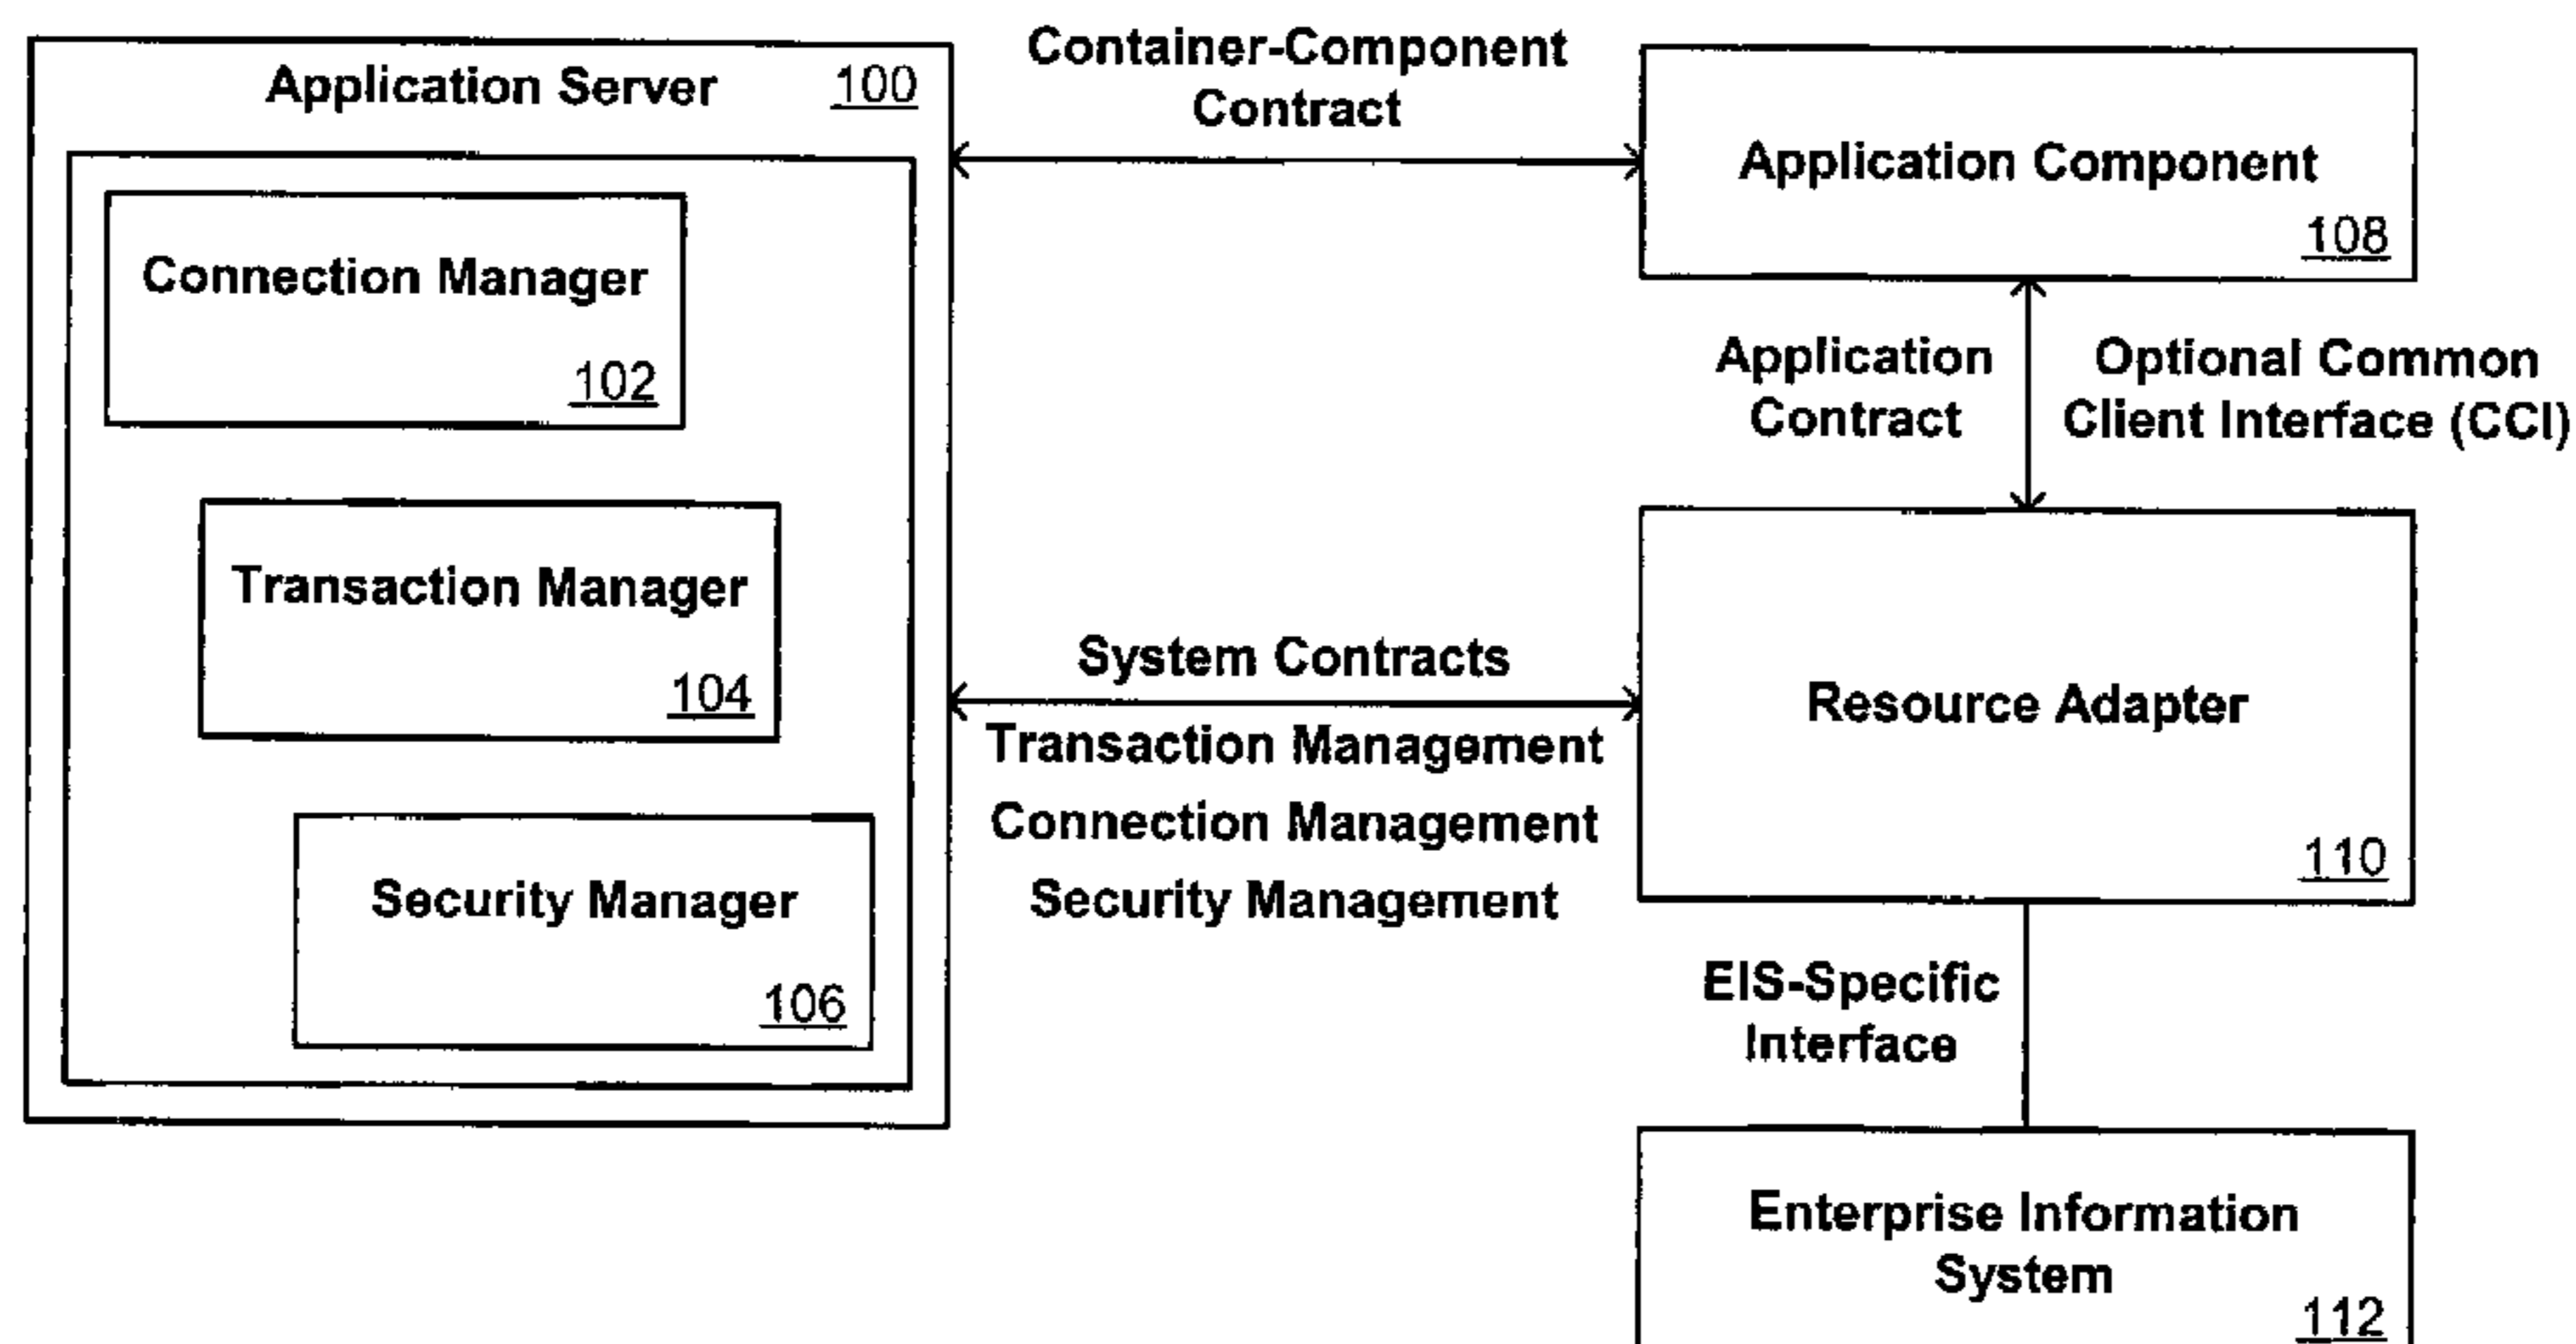 Application Server 100
Connection Manager
102
Transaction Manager
104
Security Manager
106
Container-Component
Contract
Application Component
108
Application
Contract
Optional Common
Client Interface (CCI)
System Contracts
Transaction Management
Connection Management
Security Management
Resource Adapter
110
EIS-Specific
Interface
Enterprise Information
System
112